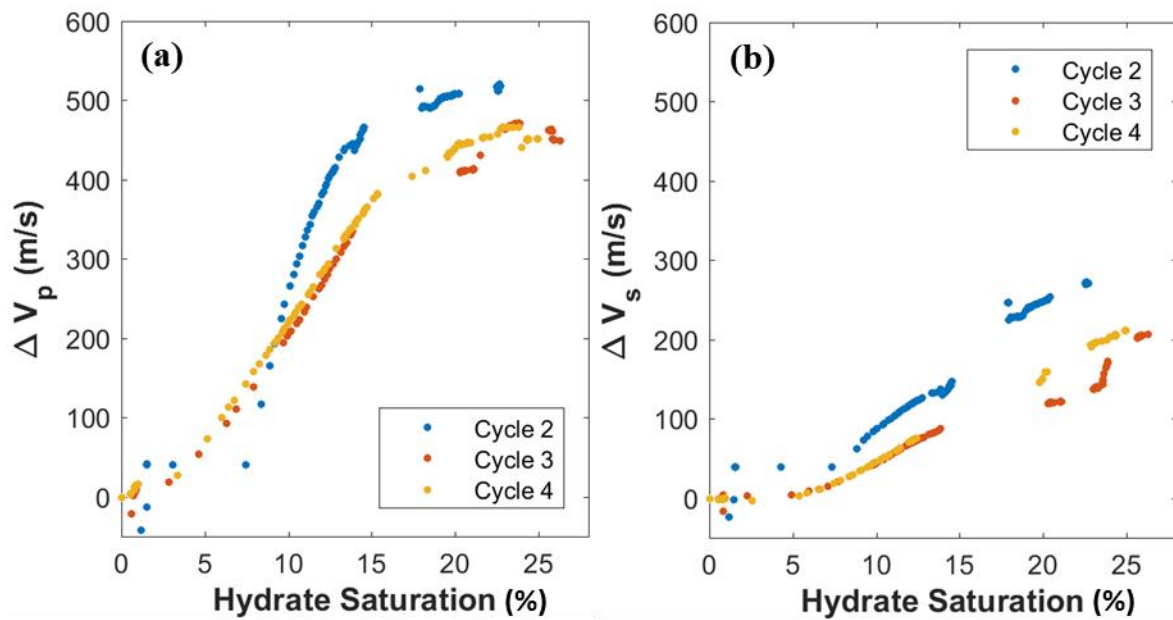 (a)
600
500
400
300
200
100
0
Δ Vp (m/s)
0 5 10 15 20 25
Hydrate Saturation (%)
Cycle 2
Cycle 3
Cycle 4
(b)
600
500
400
300
200
100
0
Δ Vs (m/s)
0 5 10 15 20 25
Hydrate Saturation (%)
Cycle 2
Cycle 3
Cycle 4